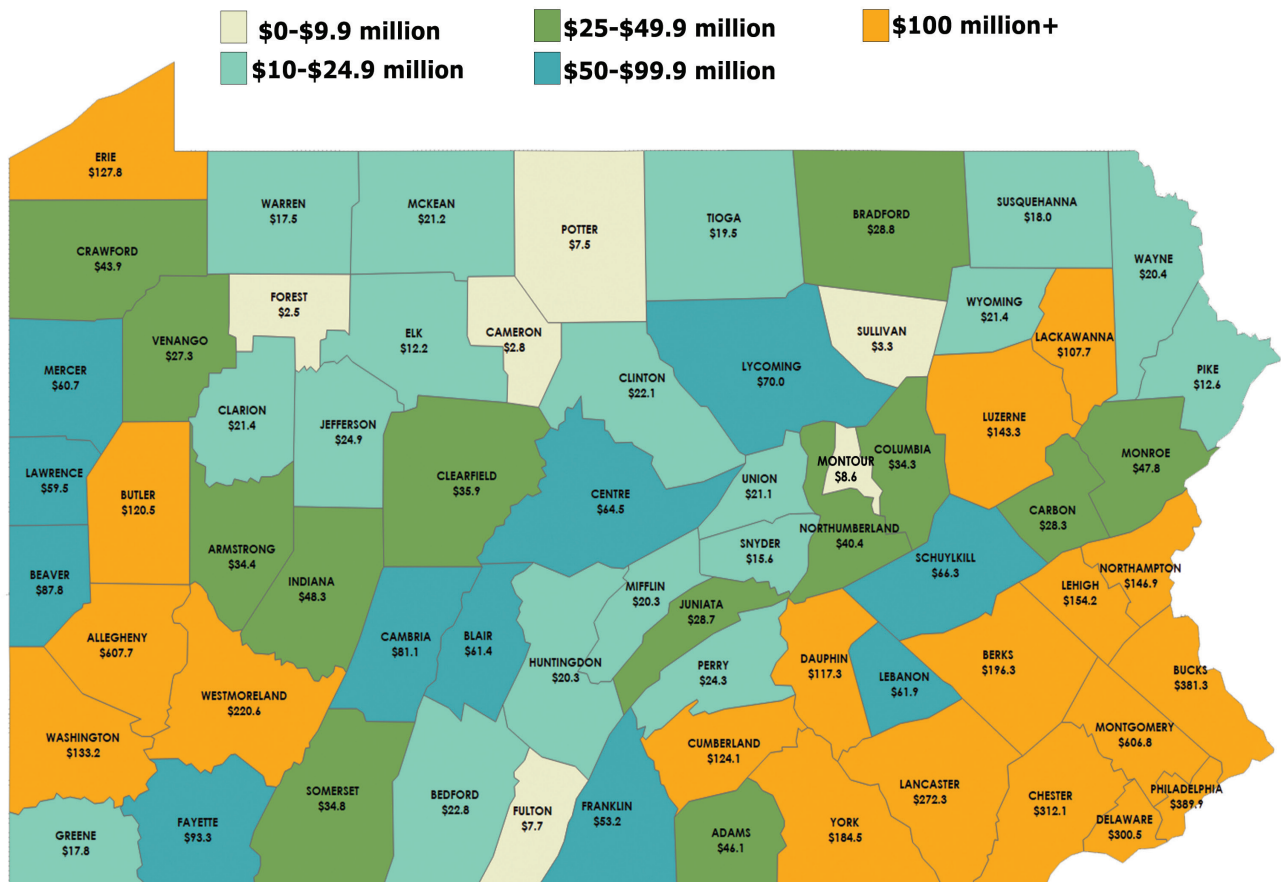 $0-$9.9 million
$25-$49.9 million
$100 million+
$10-$24.9 million
$50-$99.9 million
ERIE
$127.8
WARREN
$17.5
MCKEAN
$21.2
POTTER
$7.5
TIOGA
$19.5
BRADFORD
$28.8
SUSQUEHANNA
$18.0
WAYNE
$20.4
CRAWFORD
$43.9
FOREST
$2.5
ELK
$12.2
CAMERON
$2.8
SULLIVAN
$3.3
WYOMING
$21.4
LACKAWANNA
$107.7
PIKE
$12.6
VENANGO
$27.3
MERCER
$60.7
CLARION
$21.4
JEFFERSON
$24.9
CLINTON
$22.1
LYCOMING
$70.0
LUZERNE
$143.3
LAWRENCE
$59.5
BUTLER
$120.5
CLEARFIELD
$35.9
CENTRE
$64.5
UNION
$21.1
MONTOUR
$8.6
COLUMBIA
$34.3
MONROE
$47.8
CARBON
$28.3
BEAVER
$87.8
ARMSTRONG
$34.4
INDIANA
$48.3
SNYDER
$15.6
NORTHUMBERLAND
$40.4
SCHUYLKILL
$66.3
LEHIGH
$154.2
NORTHAMPTON
$146.9
ALLEGHENY
$607.7
CAMBRIA
$81.1
BLAIR
$61.4
HUNTINGDON
$20.3
MIFFLIN
$20.3
JUNIATA
$28.7
PERRY
$24.3
DAUPHIN
$117.3
LEBANON
$61.9
BERKS
$196.3
BUCKS
$381.3
WESTMORELAND
$220.6
WASHINGTON
$133.2
CUMBERLAND
$124.1
MONTGOMERY
$606.8
GREENE
$17.8
FAYETTE
$93.3
SOMERSET
$34.8
BEDFORD
$22.8
FULTON
$7.7
FRANKLIN
$53.2
ADAMS
$46.1
YORK
$184.5
LANCASTER
$272.3
CHESTER
$312.1
DELAWARE
$300.5
PHILADELPHIA
$389.9